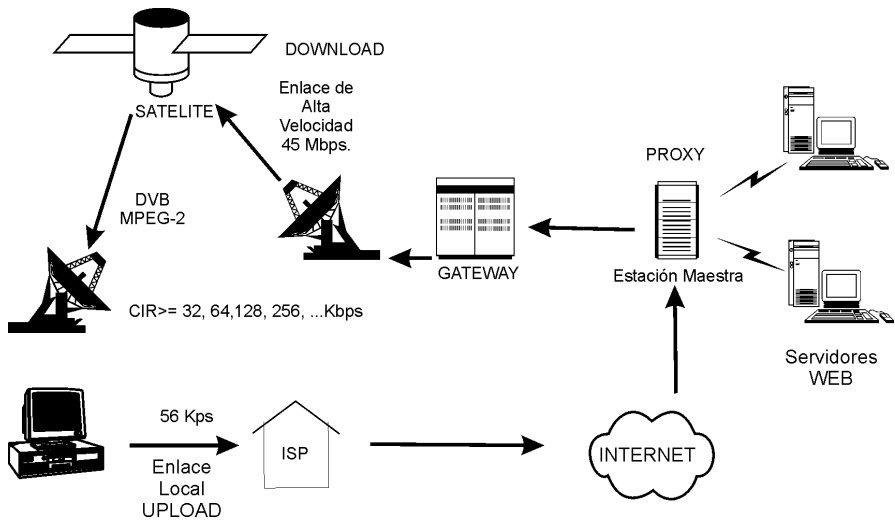 DOWNLOAD
SATELITE
Enlace de
Alta
Velocidad
45 Mbps.
DVB
MPEG-2
CIR>= 32, 64,128, 256, ...Kbps
GATEWAY
PROXY
Estación Maestra
Servidores
WEB
56 Kps
Enlace
Local
UPLOAD
ISP
INTERNET